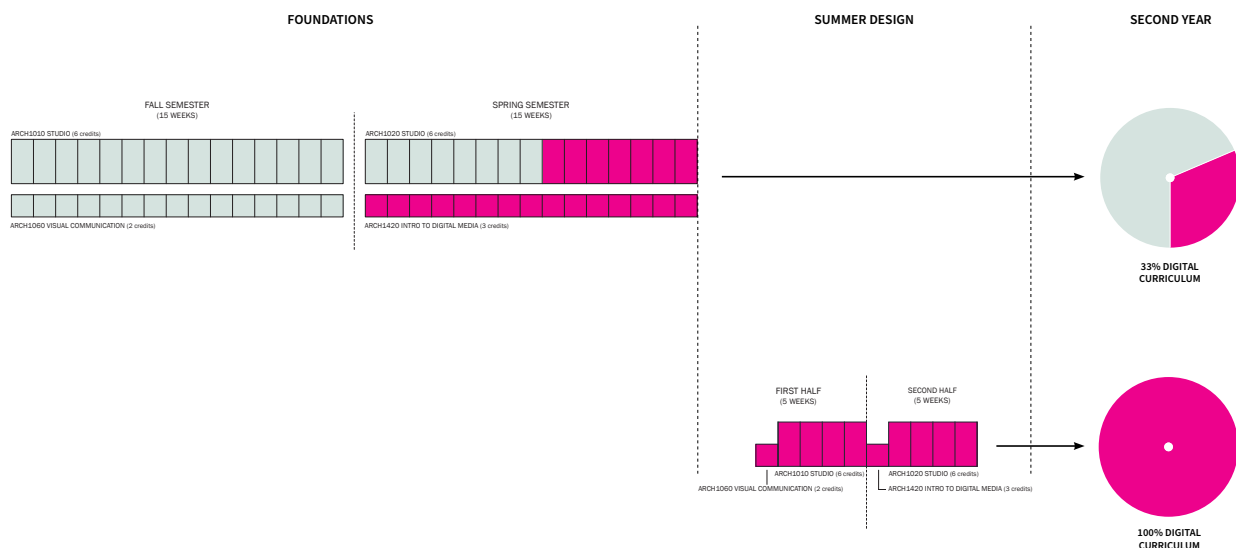 FOUNDATIONS
SUMMER DESIGN
SECOND YEAR
FALL SEMESTER
(15 WEEKS)
SPRING SEMESTER
(15 WEEKS)
ARCH1010 STUDIO (6 credits)
ARCH1020 STUDIO (6 credits)
ARCH1060 VISUAL COMMUNICATION (2 credits)
ARCH1420 INTRO TO DIGITAL MEDIA (3 credits)
33% DIGITAL
CURRICULUM
FIRST HALF
(5 WEEKS)
SECOND HALF
(5 WEEKS)
ARCH1010 STUDIO (6 credits)
ARCH1020 STUDIO (6 credits)
ARCH1060 VISUAL COMMUNICATION (2 credits)
ARCH1420 INTRO TO DIGITAL MEDIA (3 credits)
100% DIGITAL
CURRICULUM